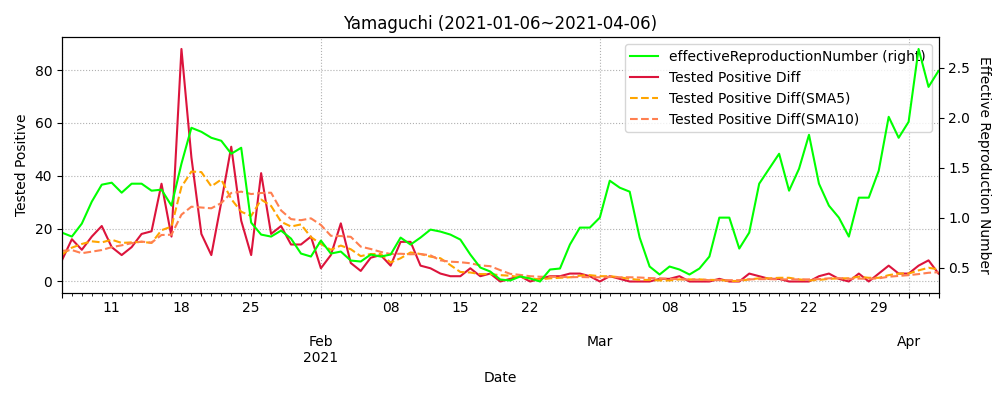 Yamaguchi (2021-01-06~2021-04-06)
effectiveReproductionNumber (right)
Tested Positive Diff
Tested Positive Diff(SMA5)
Tested Positive Diff(SMA10)
Tested Positive
80
60
40
20
0
Effective Reproduction Number
2.5
2.0
1.5
1.0
0.5
11 18 25 08 15 22 08 15 22 29
Feb Mar Apr
2021
Date